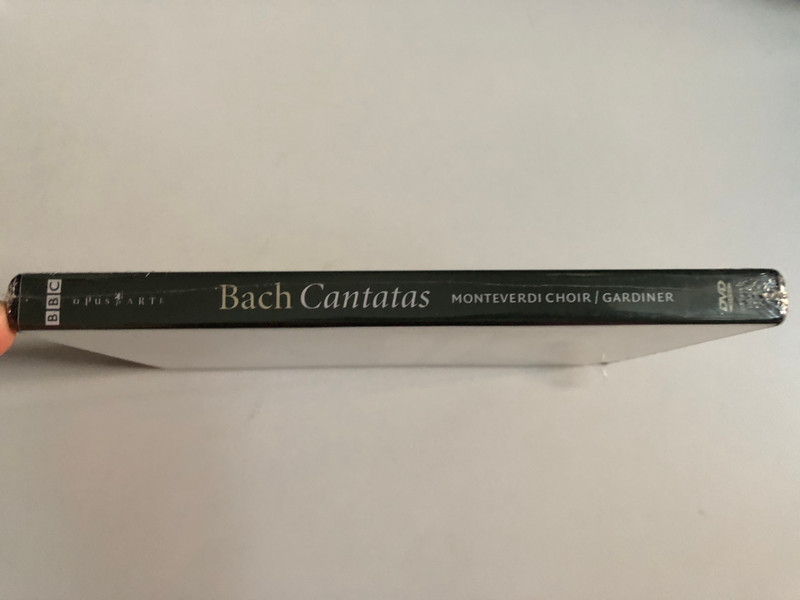 BBC
OPUS ARTE
Bach Cantatas
MONTEVERDI CHOIR / GARDINER
DVD